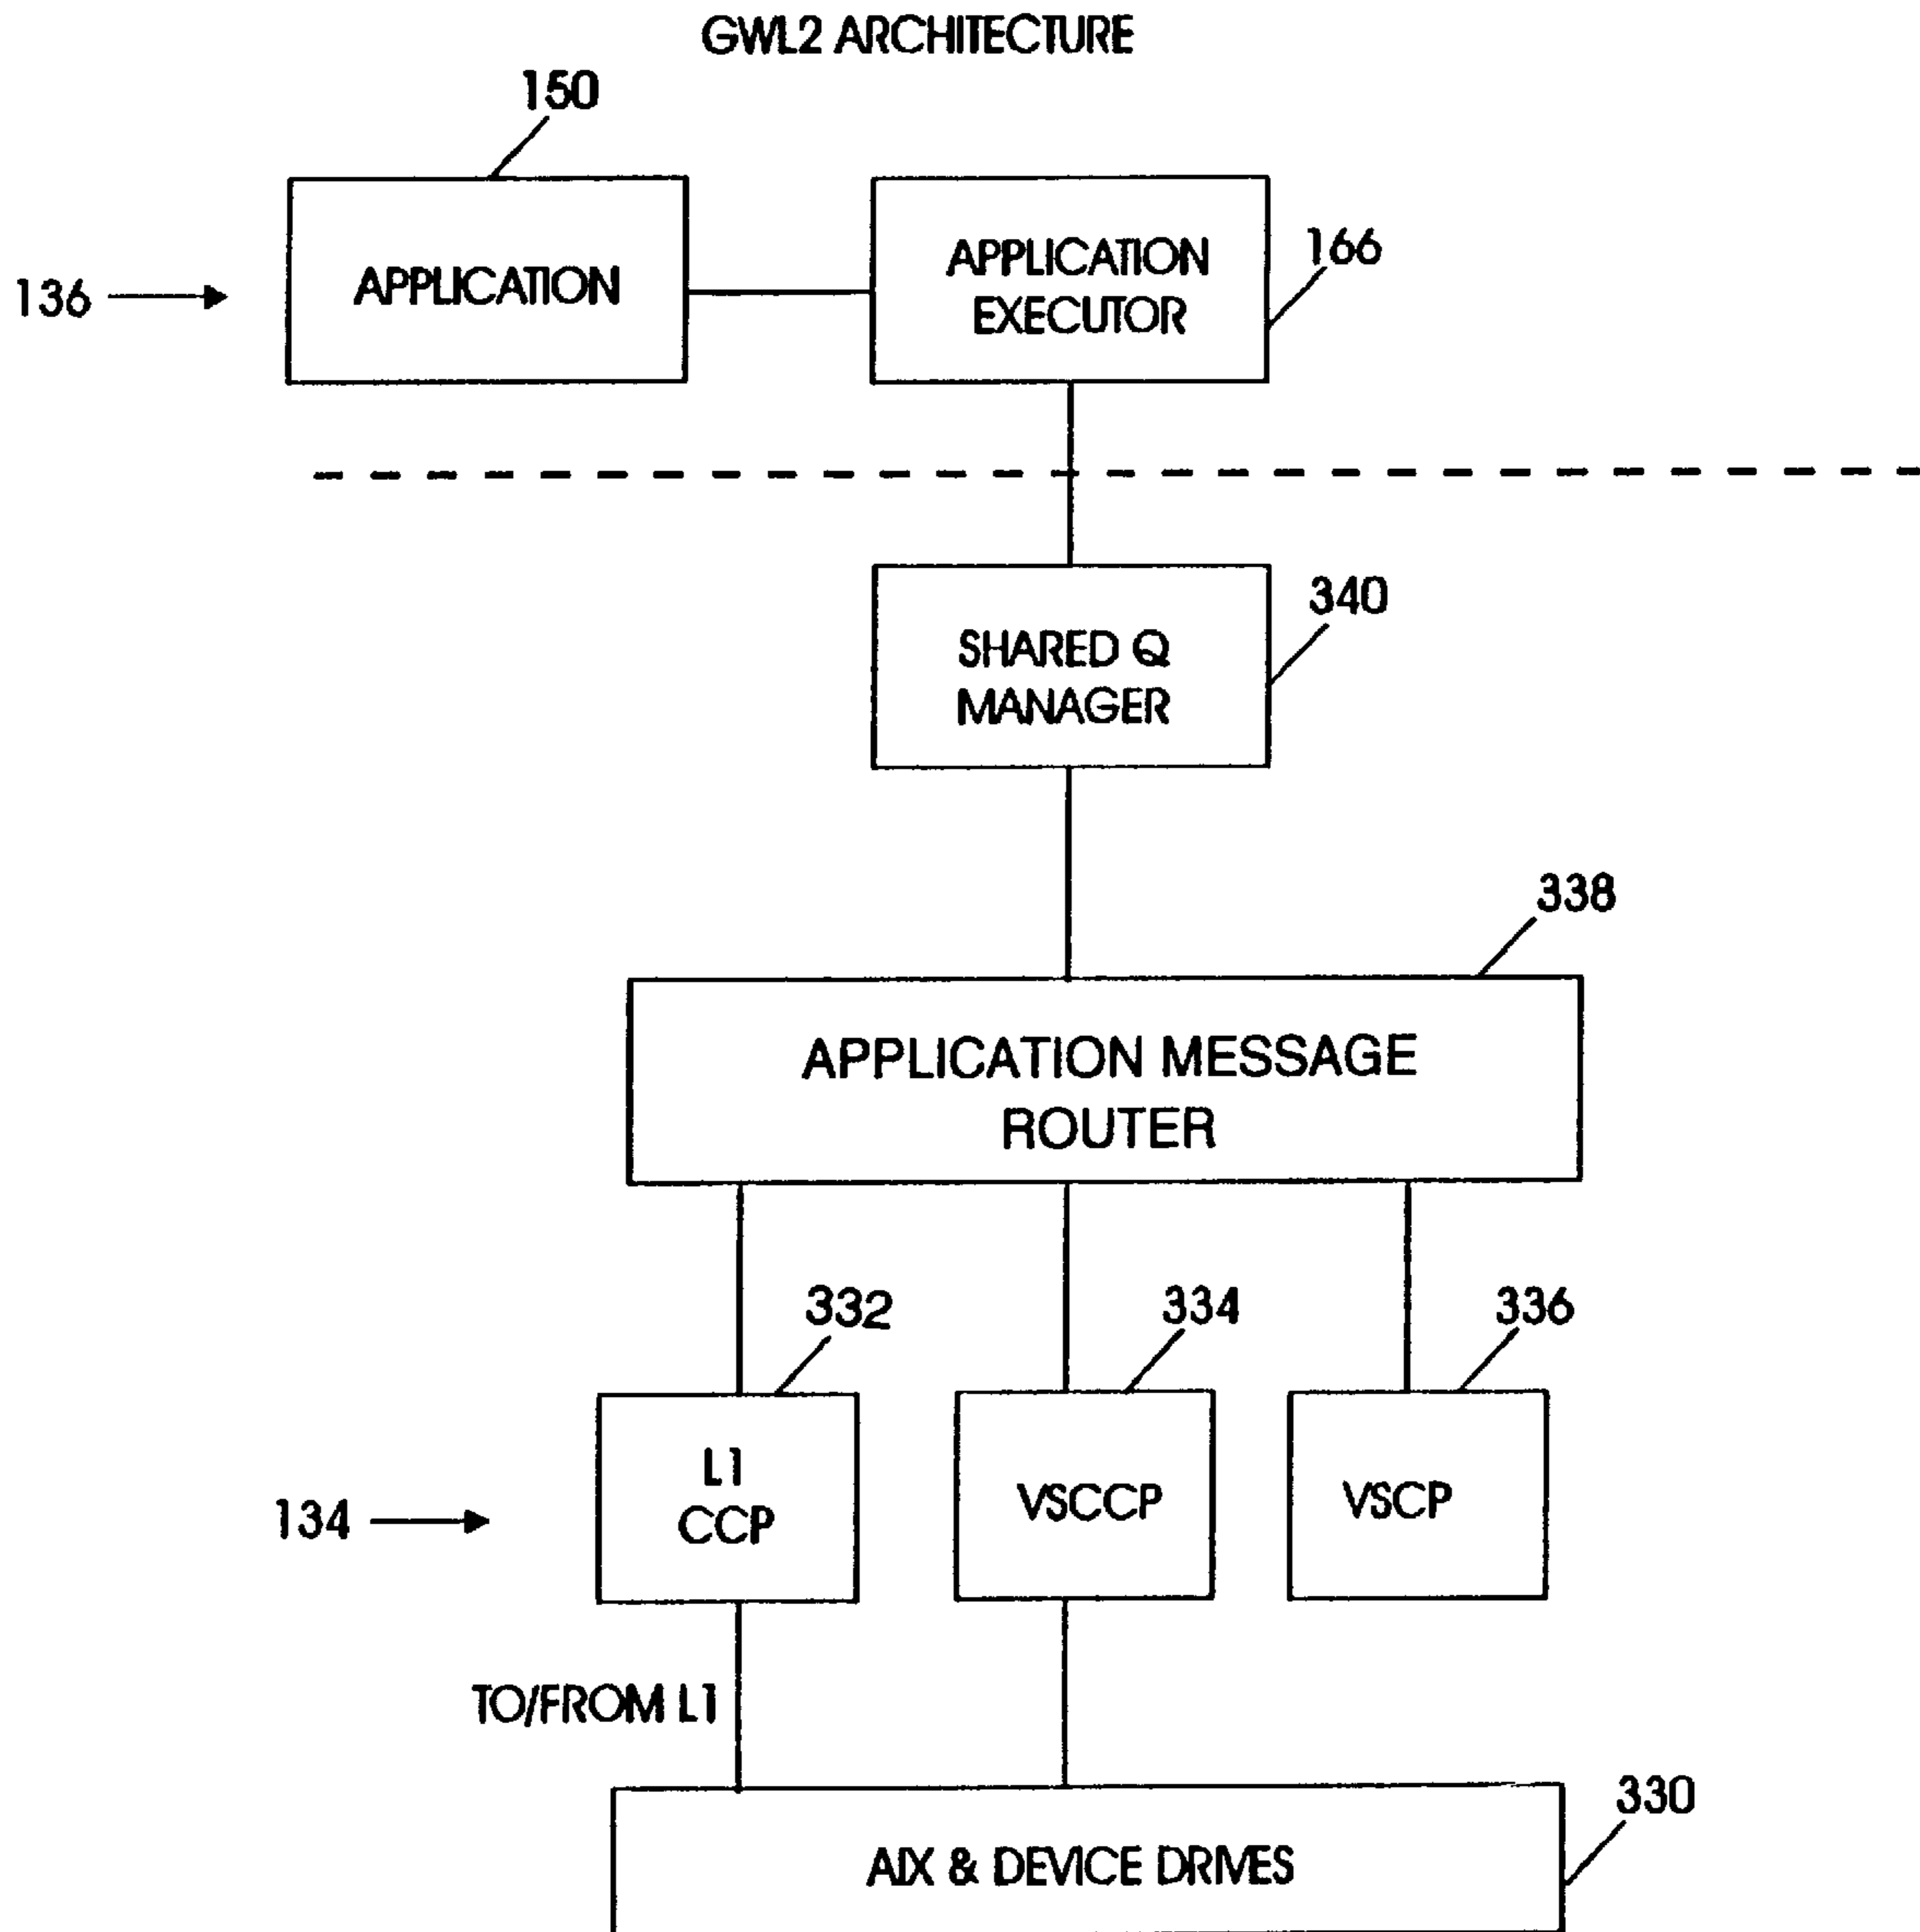 GWL2 ARCHITECTURE
150
APPLICATION
APPLICATION
EXECUTOR
166
136
SHARED Q
MANAGER
340
338
APPLICATION MESSAGE
ROUTER
332
334
336
L1
CCP
VSCCP
VSCP
134
TO/FROM L1
330
AIX & DEVICE DRIVES